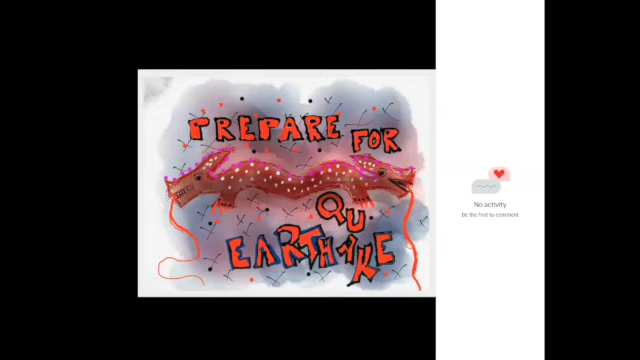 PREPARE FOR
QU
EARTHAKE
No activity
Be the first to comment